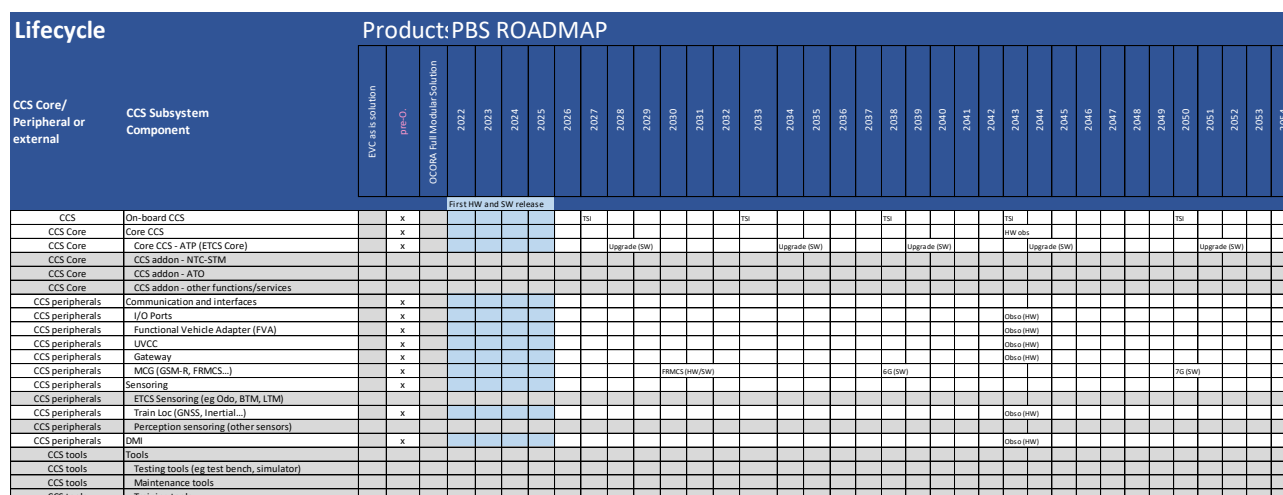 Lifecycle Product: PBS ROADMAP
CCS Core/
Peripheral or
external
CCS Subsystem
Component
EVC as is solution
pre-O.
OCORA Full Modular Solution
2022 2023 2024 2025 2026 2027 2028 2029 2030 2031 2032 2033 2034 2035 2036 2037 2038 2039 2040 2041 2042 2043 2044 2045 2046 2047 2048 2049 2050 2051 2052 2053
First HW and SW release
CCS On-board CCS x TSI TSI TSI TSI TSI
CCS Core Core CCS x HW obs
CCS Core Core CCS - ATP (ETCS Core) x Upgrade (SW) Upgrade (SW) Upgrade (SW) Upgrade (SW) Upgrade (SW)
CCS Core CCS addon - NTC-STM
CCS Core CCS addon - ATO
CCS Core CCS addon - other functions/services
CCS peripherals Communication and interfaces x
CCS peripherals I/O Ports x Obso (HW)
CCS peripherals Functional Vehicle Adapter (FVA) x Obso (HW)
CCS peripherals UVCC x Obso (HW)
CCS peripherals Gateway x Obso (HW)
CCS peripherals MCG (GSM-R, FRMCS...) x FRMCS (HW/SW) 6G (SW) 7G (SW)
CCS peripherals Sensoring x
CCS peripherals ETCS Sensoring (eg Odo, BTM, LTM)
CCS peripherals Train Loc (GNSS, Inertial...) x Obso (HW)
CCS peripherals Perception sensoring (other sensors)
CCS peripherals DMI x Obso (HW)
CCS tools Tools
CCS tools Testing tools (eg test bench, simulator)
CCS tools Maintenance tools